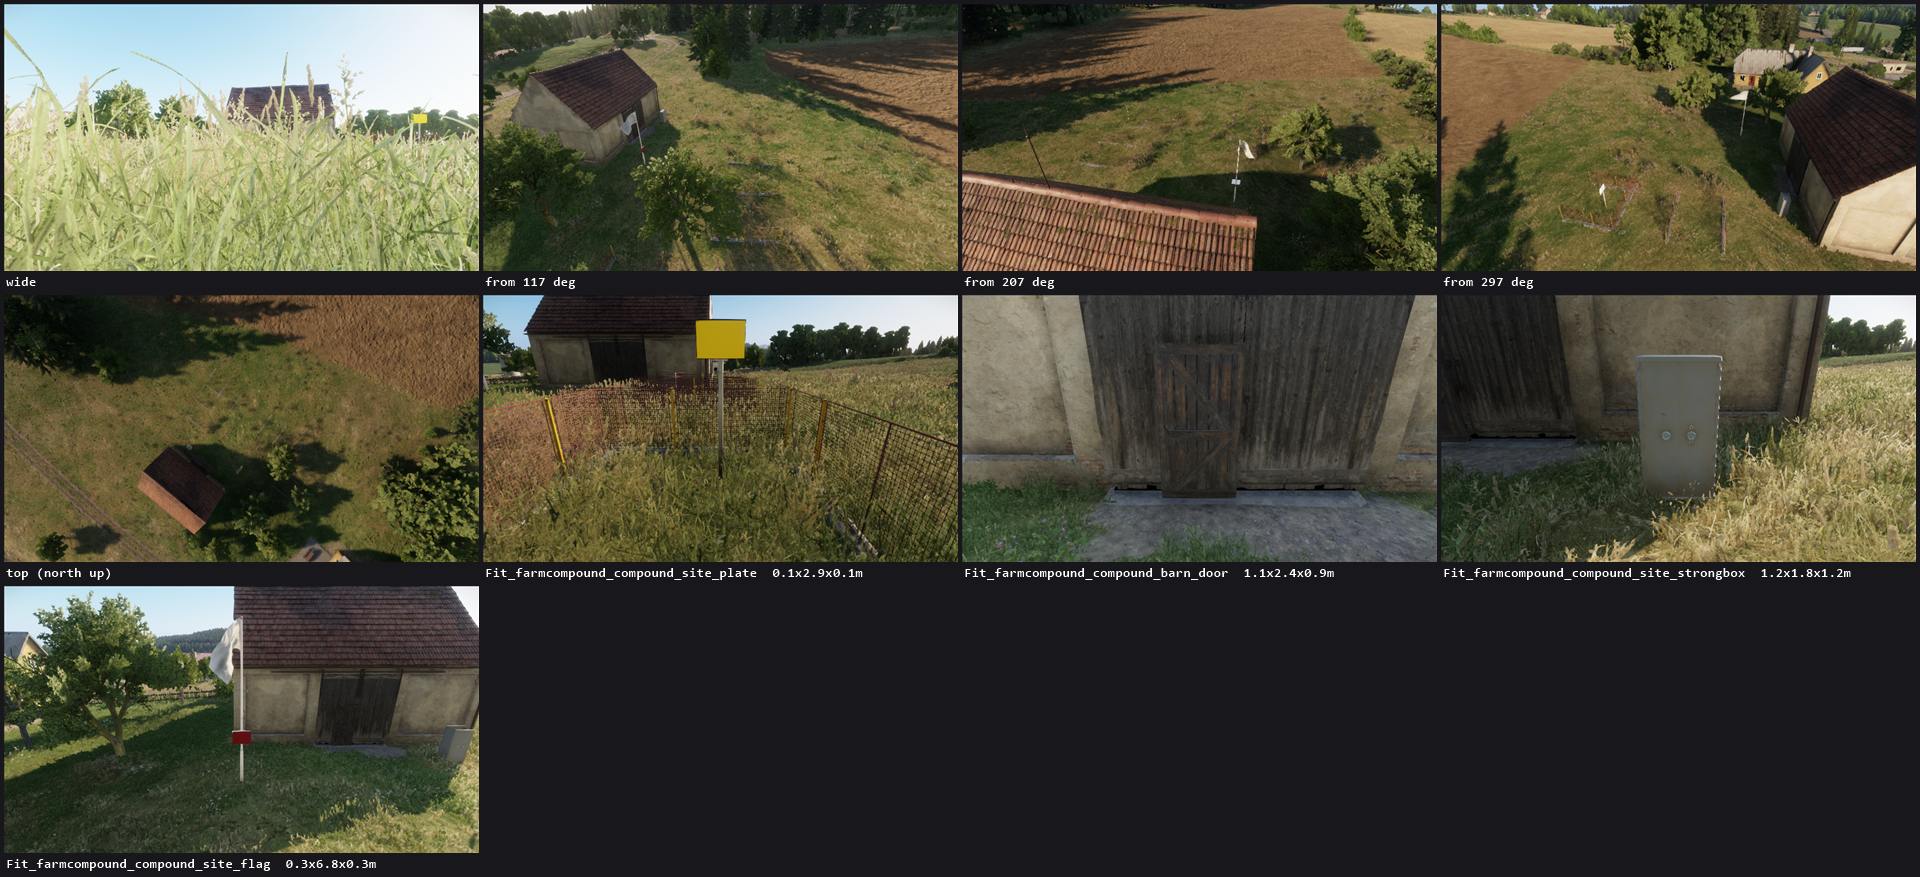 wide
from 117 deg
from 207 deg
from 297 deg
top (north up)
Fit_farmcompound_compound_site_plate  0.1x2.9x0.1m
Fit_farmcompound_compound_barn_door  1.1x2.4x0.9m
Fit_farmcompound_compound_site_strongbox  1.2x1.8x1.2m
Fit_farmcompound_compound_site_flag  0.3x6.8x0.3m